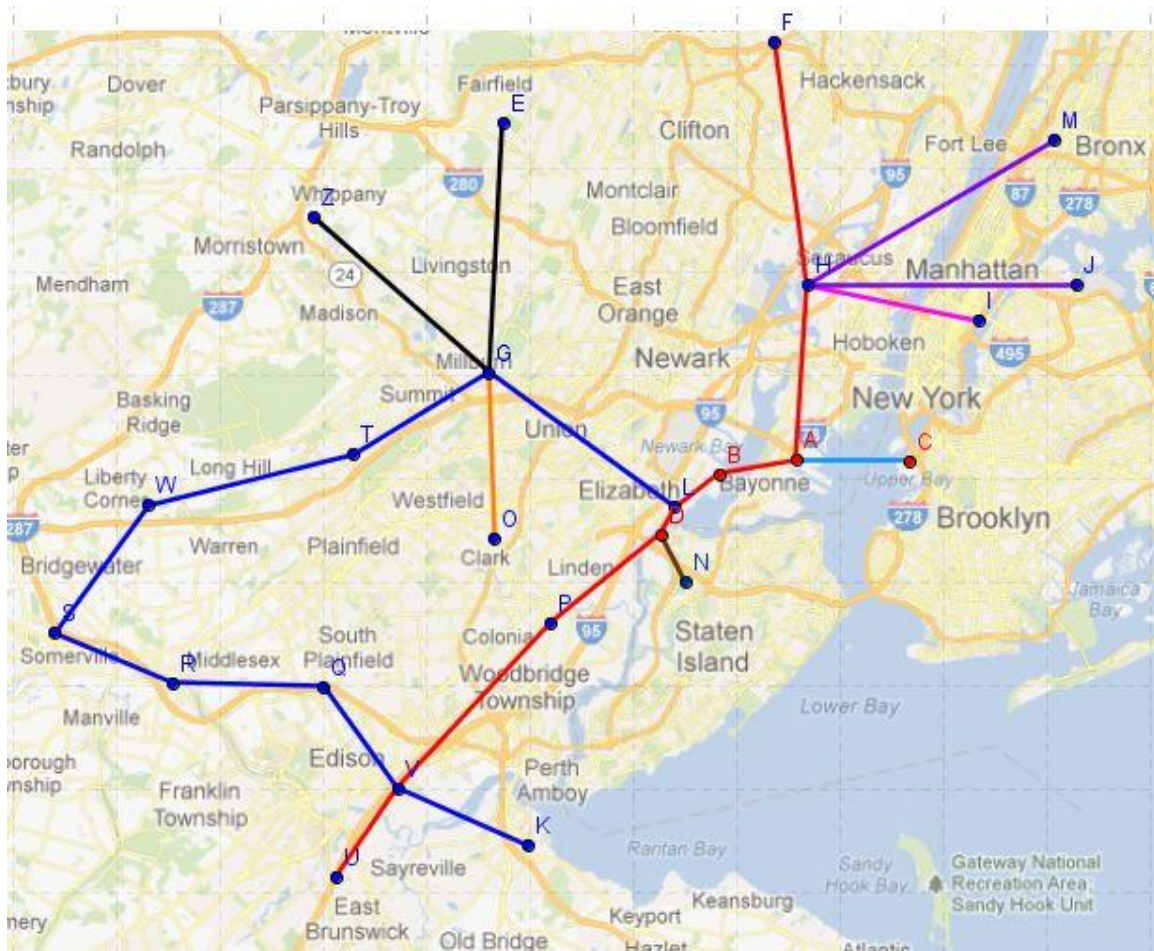 Dover
Fairfield
F
Hackensack
E
Parsippany-Troy
Hills
Clifton
Randolph
Fort Lee
M
Bronx
95
280
87
278
Montclair
Z
Whippany
Bloomfield
Morristown
Livingston
Secaucus
H
Manhattan
J
Mendham
24
East
Orange
287
Madison
I
Hoboken
495
G
Millburn
Newark
Summit
New York
Basking
Ridge
95
Union
T
Newark Bay
A
C
Liberty
Corner
Long Hill
B
Bayonne
Upper Bay
W
Westfield
Elizabeth
L
287
D
278
Brooklyn
Warren
Plainfield
O
Clark
Bridgewater
Linden
N
Jamaica
Bay
P
S
Somerville
South
Plainfield
Colonia
95
Staten
Island
R
Middlesex
Q
Woodbridge
Township
Manville
Lower Bay
Edison
V
Perth
Amboy
Franklin
Township
K
Raritan Bay
U
Sayreville
Sandy
Hook Bay
Gateway National
Recreation Area:
Sandy Hook Unit
East
Brunswick
Keansburg
Keyport
Old Bridge
Hazlet
Atlantic